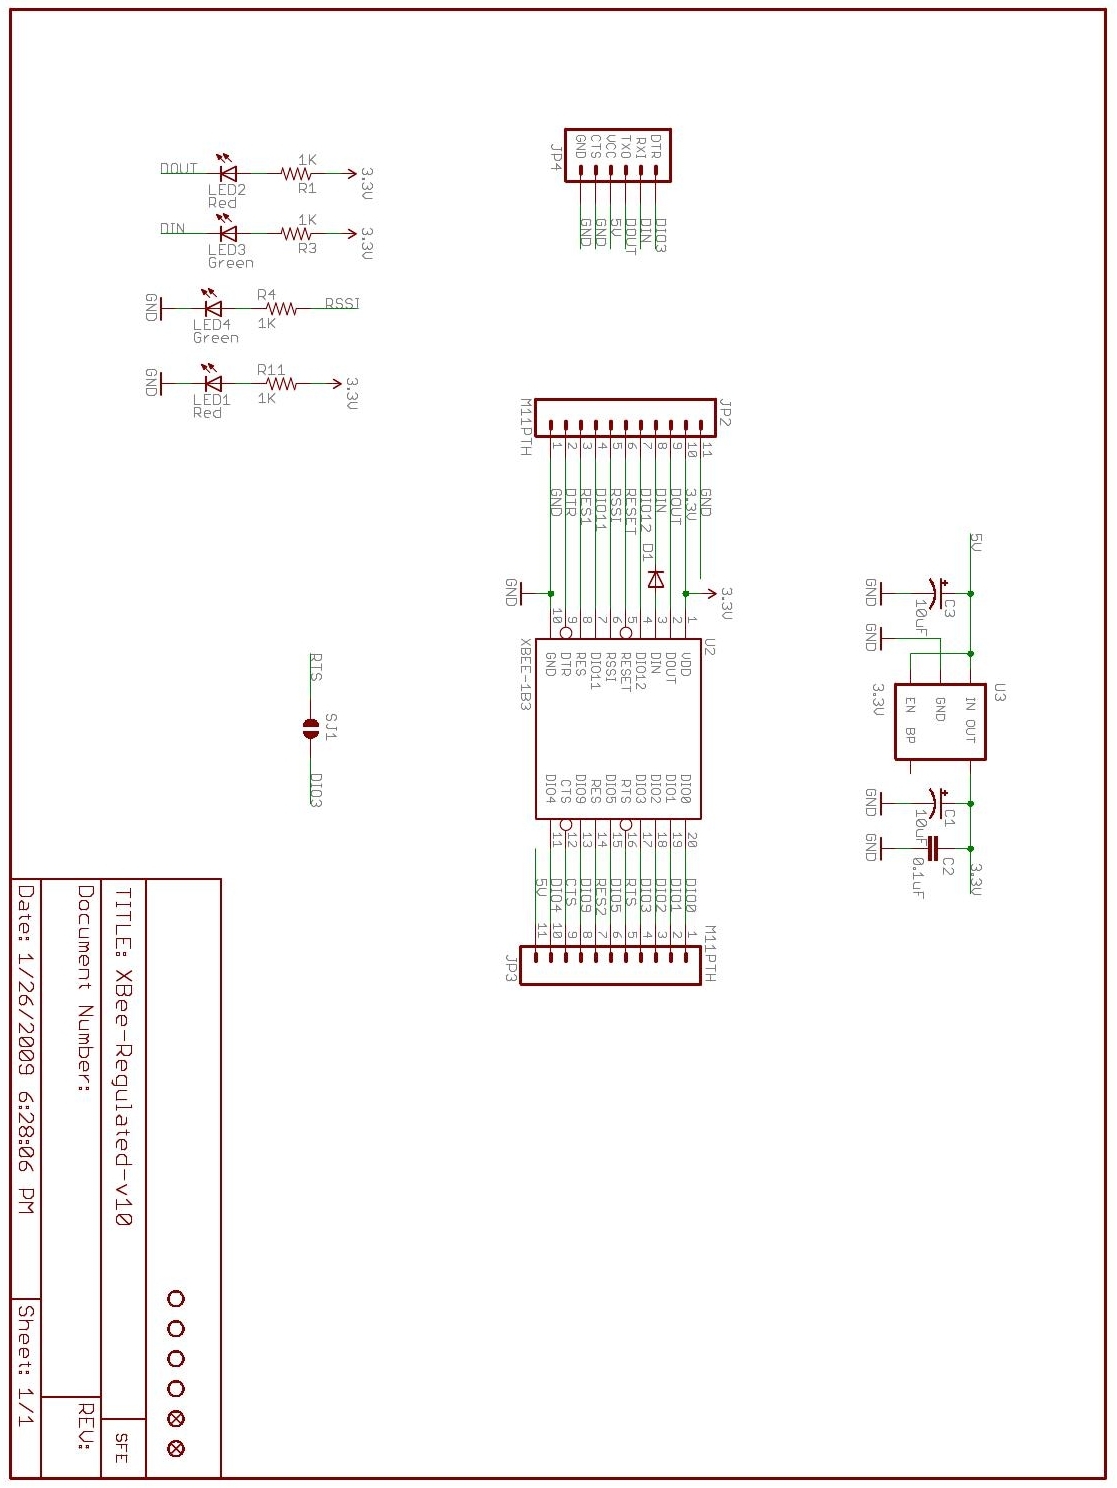 DOUT
LED2
Red
1K
R1
3.3V
DIN
LED3
Green
1K
R3
3.3V
GND
LED4
Green
R4
1K
RSSI
GND
LED1
Red
R11
1K
3.3V
JP4
GND
CTS
VCC
TXO
RXI
DTR
GND
GND
5V
DOUT
DIN
DIO3
JP2
M11PTH
1
2
3
4
5
6
7
8
9
10
11
GND
DTR
RES1
DIO11
RSSI
RESET
DIO12
DIN
DOUT
3.3V
GND
D1
GND
3.3V
10
9
8
7
6
5
4
3
2
1
U2
XBEE-1B3
GND
DTR
RES
DIO11
RSSI
RESET
DIO12
DIN
DOUT
VDD
DIO4
CTS
DIO9
RES
DIO5
RTS
DIO3
DIO2
DIO1
DIO0
11
12
13
14
15
16
17
18
19
20
5V
DIO4
CTS
DIO9
RES2
DIO5
RTS
DIO3
DIO2
DIO1
DIO0
11
10
9
8
7
6
5
4
3
2
1
M11PTH
JP3
5V
GND
10uF
C3
GND
U3
3.3V
EN BP
GND
IN OUT
GND
10uF
C1
GND
0.1uF
C2
3.3V
RTS
SJ1
DIO3
TITLE: XBee-Regulated-v10
SFE
Document Number:
REV:
Date: 1/26/2009 6:28:06 PM
Sheet: 1/1